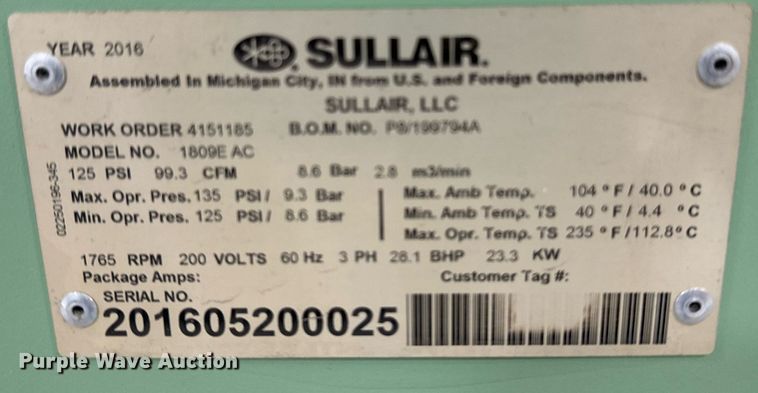 YEAR 2016
SULLAIR.
Assembled In Michigan City, IN from U.S. and Foreign Components.
SULLAIR, LLC
WORK ORDER 4151185 B.O.M. NO. P8/199794A
MODEL NO. 1809E AC
125 PSI 99.3 CFM 8.6 Bar 2.8 m3/min
Max. Opr. Pres. 135 PSI/ 9.3 Bar Max. Amb Temp. 104 °F/ 40.0 °C
Min. Opr. Pres. 125 PSI/ 8.6 Bar Min. Amb Temp. TS 40 °F/ 4.4 °C
Max. Opr. Temp. TS 235 °F/112.8°C
02250196-345
1765 RPM 200 VOLTS 60 Hz 3 PH 28.1 BHP 23.3 KW
Package Amps: Customer Tag #:
SERIAL NO.
201605200025
Purple Wave Auction